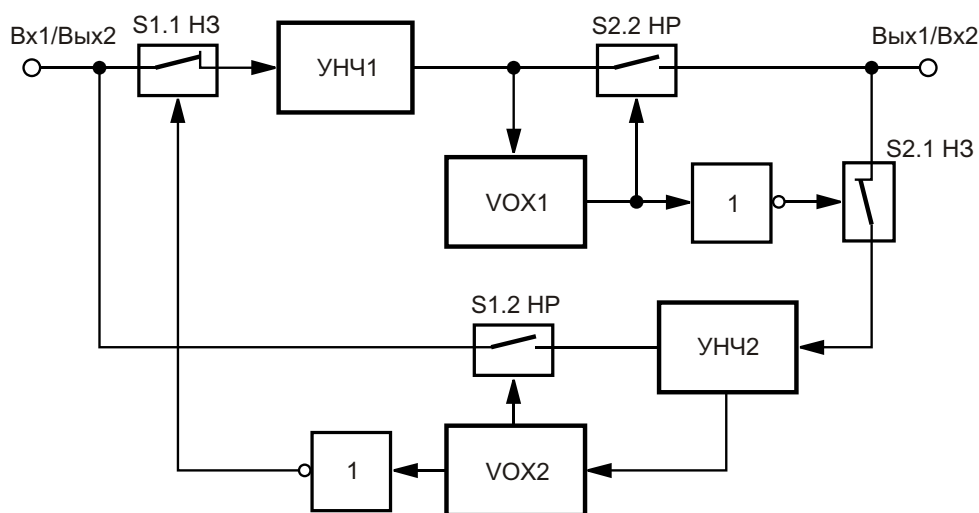 S1.1 НЗ
S2.2 НР
Вх1/Вых2
Вых1/Вх2
УНЧ1
S2.1 НЗ
VOX1
1
S1.2 НР
УНЧ2
1
VOX2